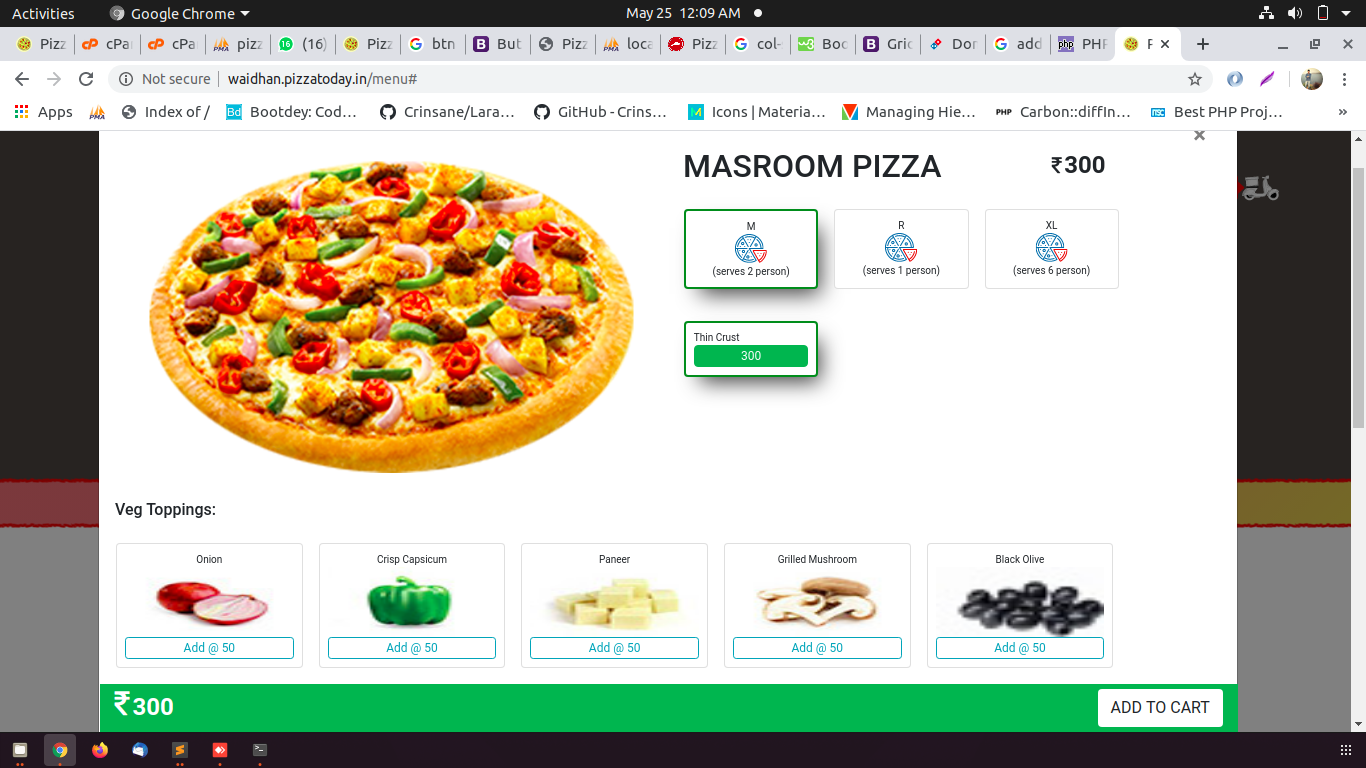 Activities Google Chrome May 25 12:09 AM
Pizz cPa cPa pizz (16) Pizz btn But Pizz loca Pizz col- Boo Gric Dor add PHP
Not secure waidhan.pizzatoday.in/menu#
Apps Index of / Bootdey: Cod… Crinsane/Lara… GitHub - Crins… Icons | Materia… Managing Hie… Carbon::diffIn… Best PHP Proj… »
MASROOM PIZZA ₹300
M R XL
(serves 2 person) (serves 1 person) (serves 6 person)
Thin Crust
300
Veg Toppings:
Onion Crisp Capsicum Paneer Grilled Mushroom Black Olive
Add @ 50 Add @ 50 Add @ 50 Add @ 50 Add @ 50
₹300 ADD TO CART